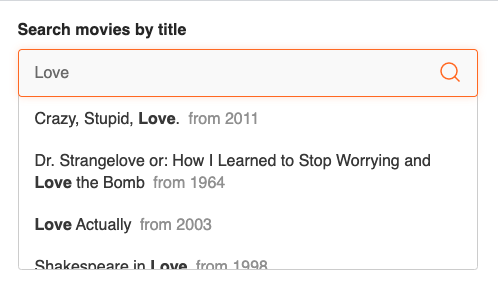 Search movies by title
Love
Crazy, Stupid, Love. from 2011
Dr. Strangelove or: How I Learned to Stop Worrying and
Love the Bomb from 1964
Love Actually from 2003
Shakespeare in Love from 1998